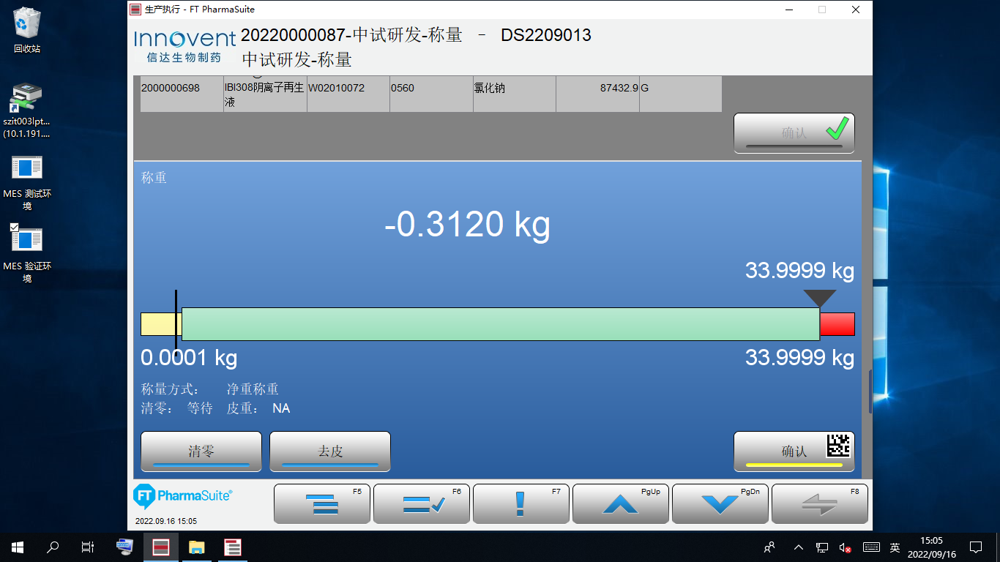 生产执行 - FT PharmaSuite
回收站
Innovent
信达生物制药
20220000087-中试研发-称量 － DS2209013
中试研发-称量
2000000698
IBI308阴离子再生
液
W02010072
0560
氯化钠
87432.9
G
szit003lpt...
(10.1.191....
确认
称重
MES 测试环
境
-0.3120 kg
MES 验证环
境
33.9999 kg
0.0001 kg
33.9999 kg
称量方式： 净重称重
清零： 等待 皮重： NA
清零
去皮
确认
FT PharmaSuite®
2022.09.16 15:05
F5
F6
F7
PgUp
PgDn
F8
英
15:05
2022/09/16